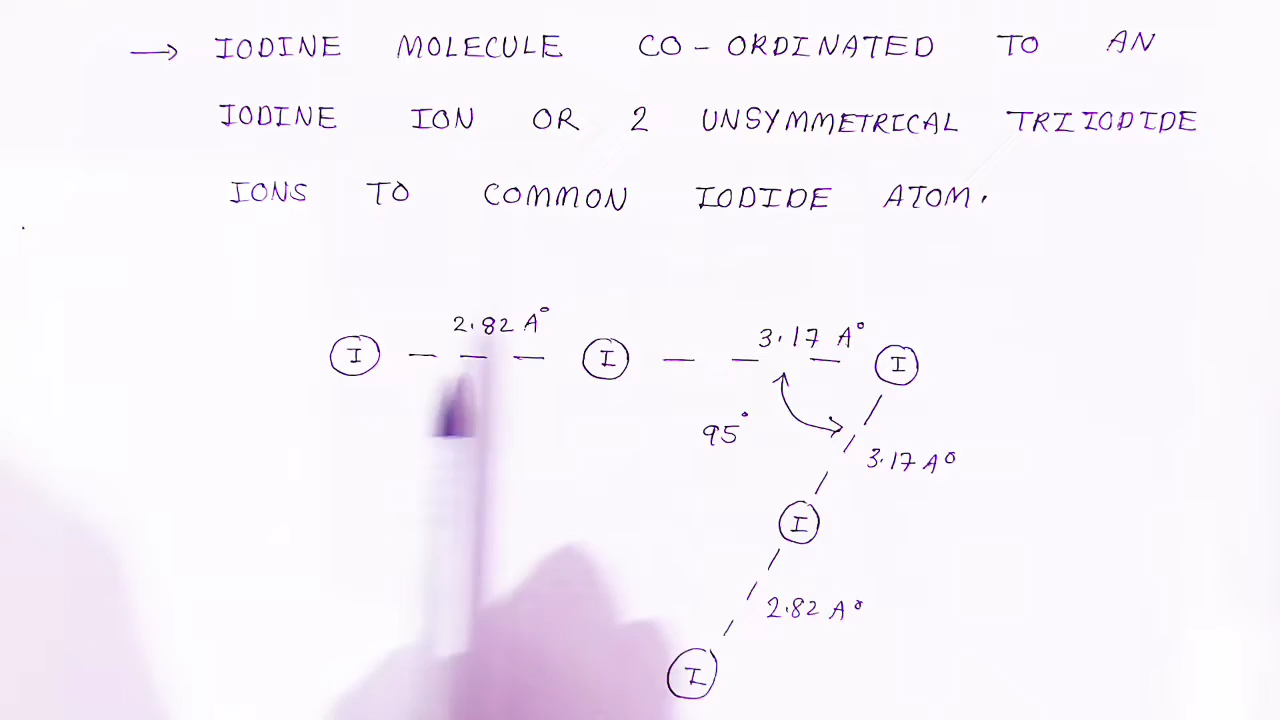 → IODINE MOLECULE CO-ORDINATED TO AN
IODINE ION OR 2 UNSYMMETRICAL TRIIODIDE
IONS TO COMMON IODIDE ATOM.
2.82 A° 3.17 A°
I I I
95°
3.17 A°
I
2.82 A°
I